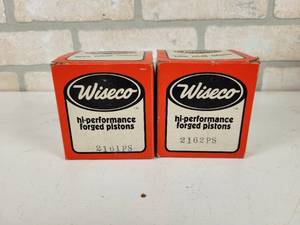 Wiseco
hi-performance
forged pistons
2161PS
Wiseco
hi-performance
forged pistons
2162PS